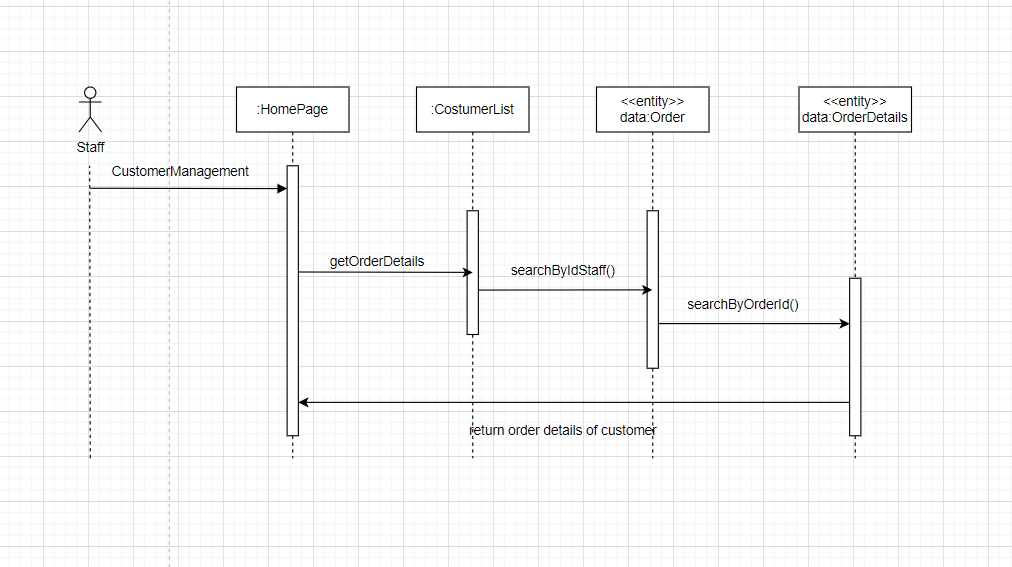 :HomePage
:CostumerList
<<entity>>
data:Order
<<entity>>
data:OrderDetails
Staff
CustomerManagement
getOrderDetails
searchByIdStaff()
searchByOrderId()
return order details of customer